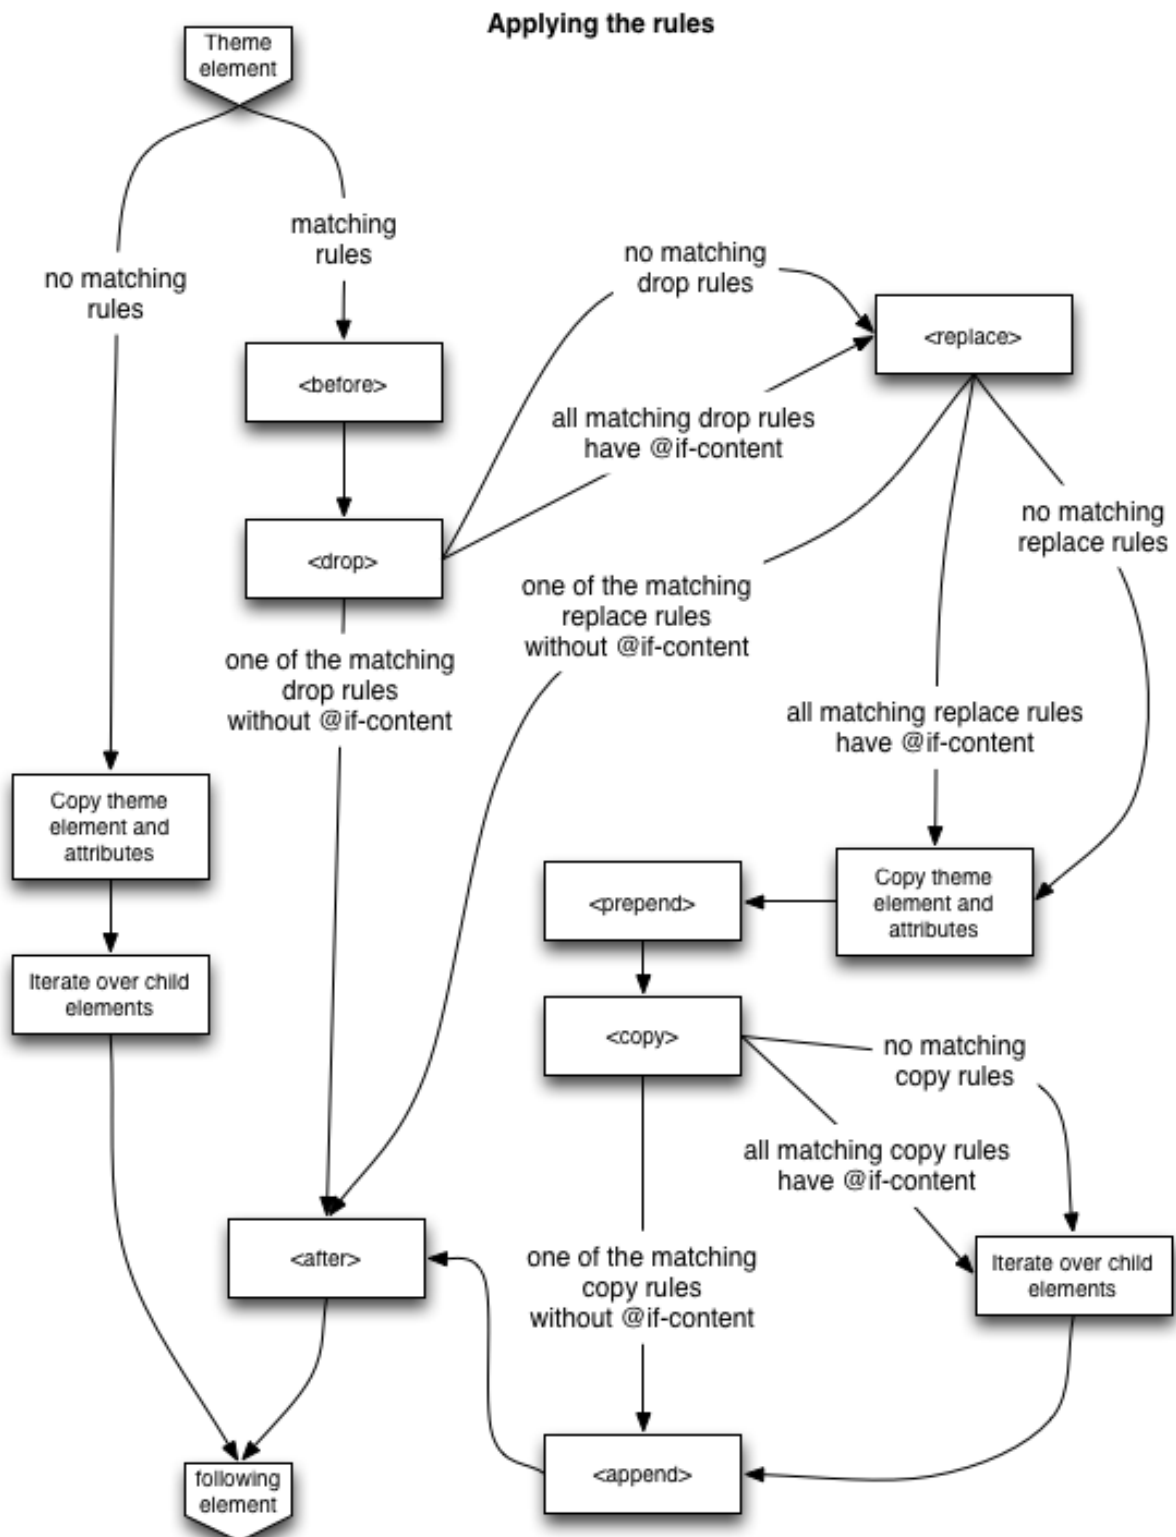 Applying the rules
Theme
element
matching
rules
no matching
rules
no matching
drop rules
<replace>
<before>
all matching drop rules
have @if-content
no matching
replace rules
<drop>
one of the matching
replace rules
without @if-content
one of the matching
drop rules
without @if-content
all matching replace rules
have @if-content
Copy theme
element and
attributes
Copy theme
element and
attributes
<prepend>
Iterate over child
elements
<copy>
no matching
copy rules
all matching copy rules
have @if-content
<after>
one of the matching
copy rules
without @if-content
Iterate over child
elements
<append>
following
element